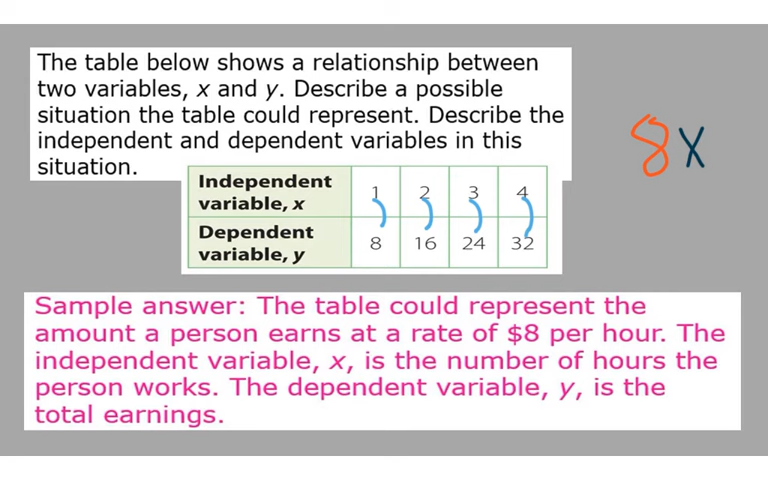 The table below shows a relationship between
two variables, x and y. Describe a possible
situation the table could represent. Describe the
independent and dependent variables in this
situation.
8x
Independent variable, x 1 2 3 4
Dependent variable, y 8 16 24 32
Sample answer: The table could represent the
amount a person earns at a rate of $8 per hour. The
independent variable, x, is the number of hours the
person works. The dependent variable, y, is the
total earnings.